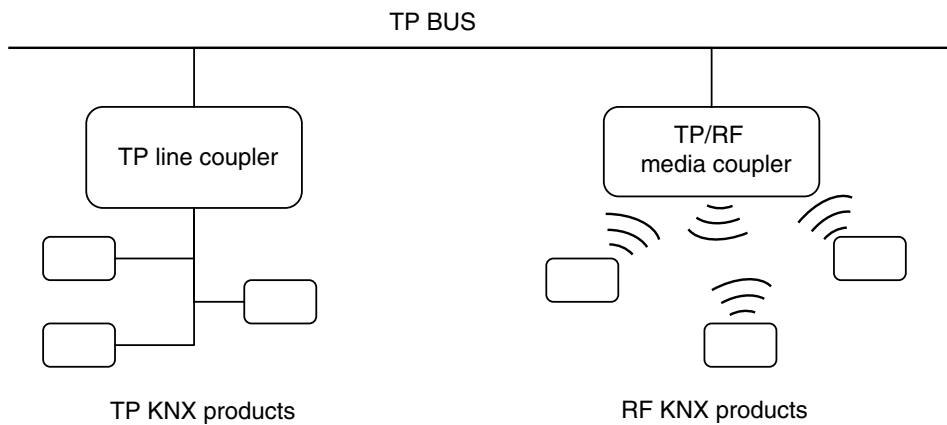 TP BUS
TP line coupler
TP/RF
media coupler
TP KNX products
RF KNX products